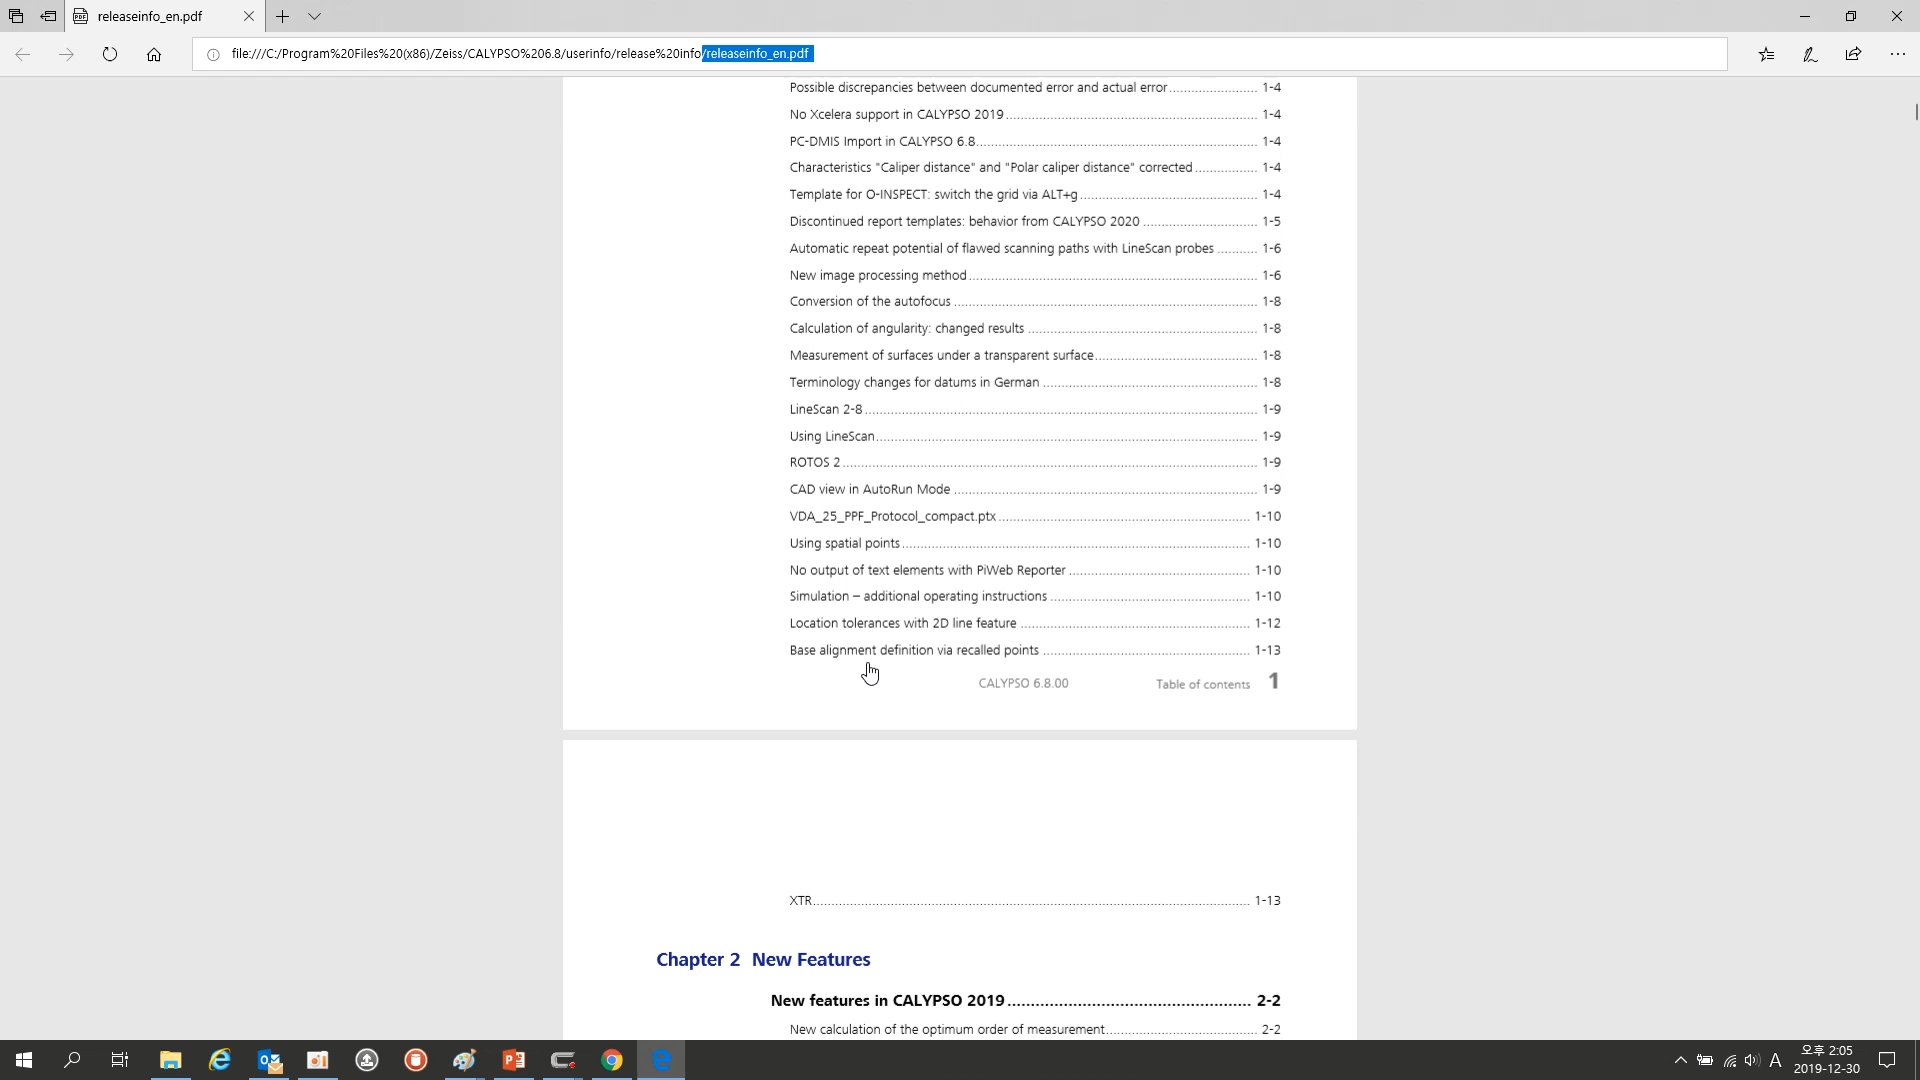 releaseinfo_en.pdf
file:///C:/Program%20Files%20(x86)/Zeiss/CALYPSO%206.8/userinfo/release%20info/releaseinfo_en.pdf
Possible discrepancies between documented error and actual error ........ 1-4
No Xcelera support in CALYPSO 2019 ........ 1-4
PC-DMIS Import in CALYPSO 6.8 ........ 1-4
Characteristics "Caliper distance" and "Polar caliper distance" corrected ........ 1-4
Template for O-INSPECT: switch the grid via ALT+g ........ 1-4
Discontinued report templates: behavior from CALYPSO 2020 ........ 1-5
Automatic repeat potential of flawed scanning paths with LineScan probes ........ 1-6
New image processing method ........ 1-6
Conversion of the autofocus ........ 1-8
Calculation of angularity: changed results ........ 1-8
Measurement of surfaces under a transparent surface ........ 1-8
Terminology changes for datums in German ........ 1-8
LineScan 2-8 ........ 1-9
Using LineScan ........ 1-9
ROTOS 2 ........ 1-9
CAD view in AutoRun Mode ........ 1-9
VDA_25_PPF_Protocol_compact.ptx ........ 1-10
Using spatial points ........ 1-10
No output of text elements with PiWeb Reporter ........ 1-10
Simulation – additional operating instructions ........ 1-10
Location tolerances with 2D line feature ........ 1-12
Base alignment definition via recalled points ........ 1-13
CALYPSO 6.8.00 Table of contents 1
XTR ........ 1-13
Chapter 2 New Features
New features in CALYPSO 2019 ........ 2-2
New calculation of the optimum order of measurement ........ 2-2
A
오후 2:05
2019-12-30